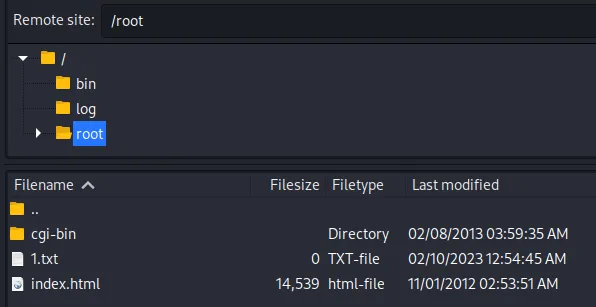 Remote site: /root
/
bin
log
root
Filename Filesize Filetype Last modified
..
cgi-bin Directory 02/08/2013 03:59:35 AM
1.txt 0 TXT-file 02/10/2023 12:54:45 AM
index.html 14,539 html-file 11/01/2012 02:53:51 AM